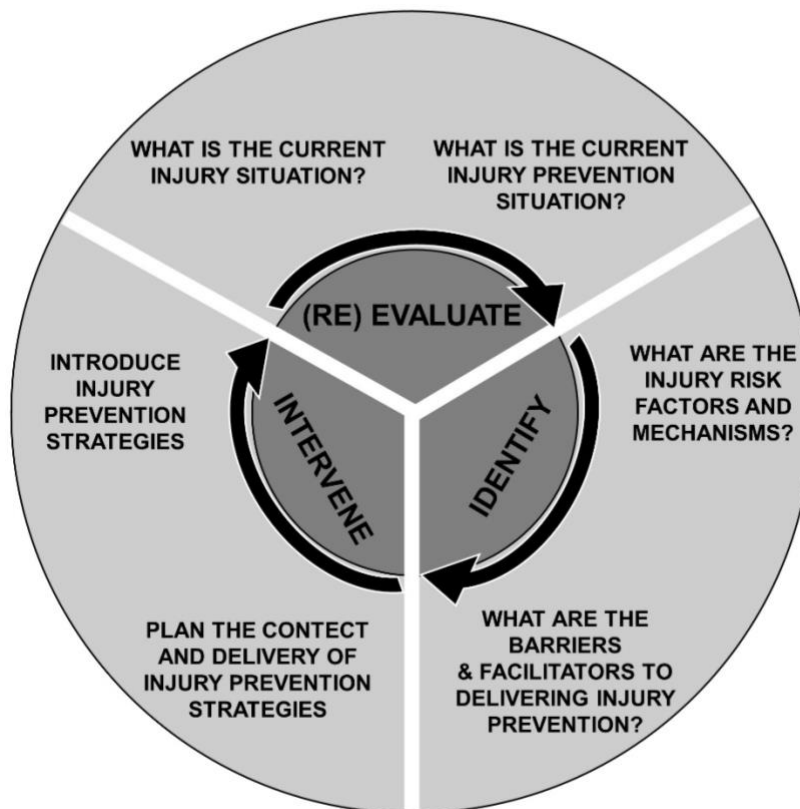 WHAT IS THE CURRENT
INJURY SITUATION?
WHAT IS THE CURRENT
INJURY PREVENTION
SITUATION?
(RE) EVALUATE
WHAT ARE THE
INJURY RISK
FACTORS AND
MECHANISMS?
IDENTIFY
WHAT ARE THE
BARRIERS
& FACILITATORS TO
DELIVERING INJURY
PREVENTION?
PLAN THE CONTECT
AND DELIVERY OF
INJURY PREVENTION
STRATEGIES
INTERVENE
INTRODUCE
INJURY
PREVENTION
STRATEGIES